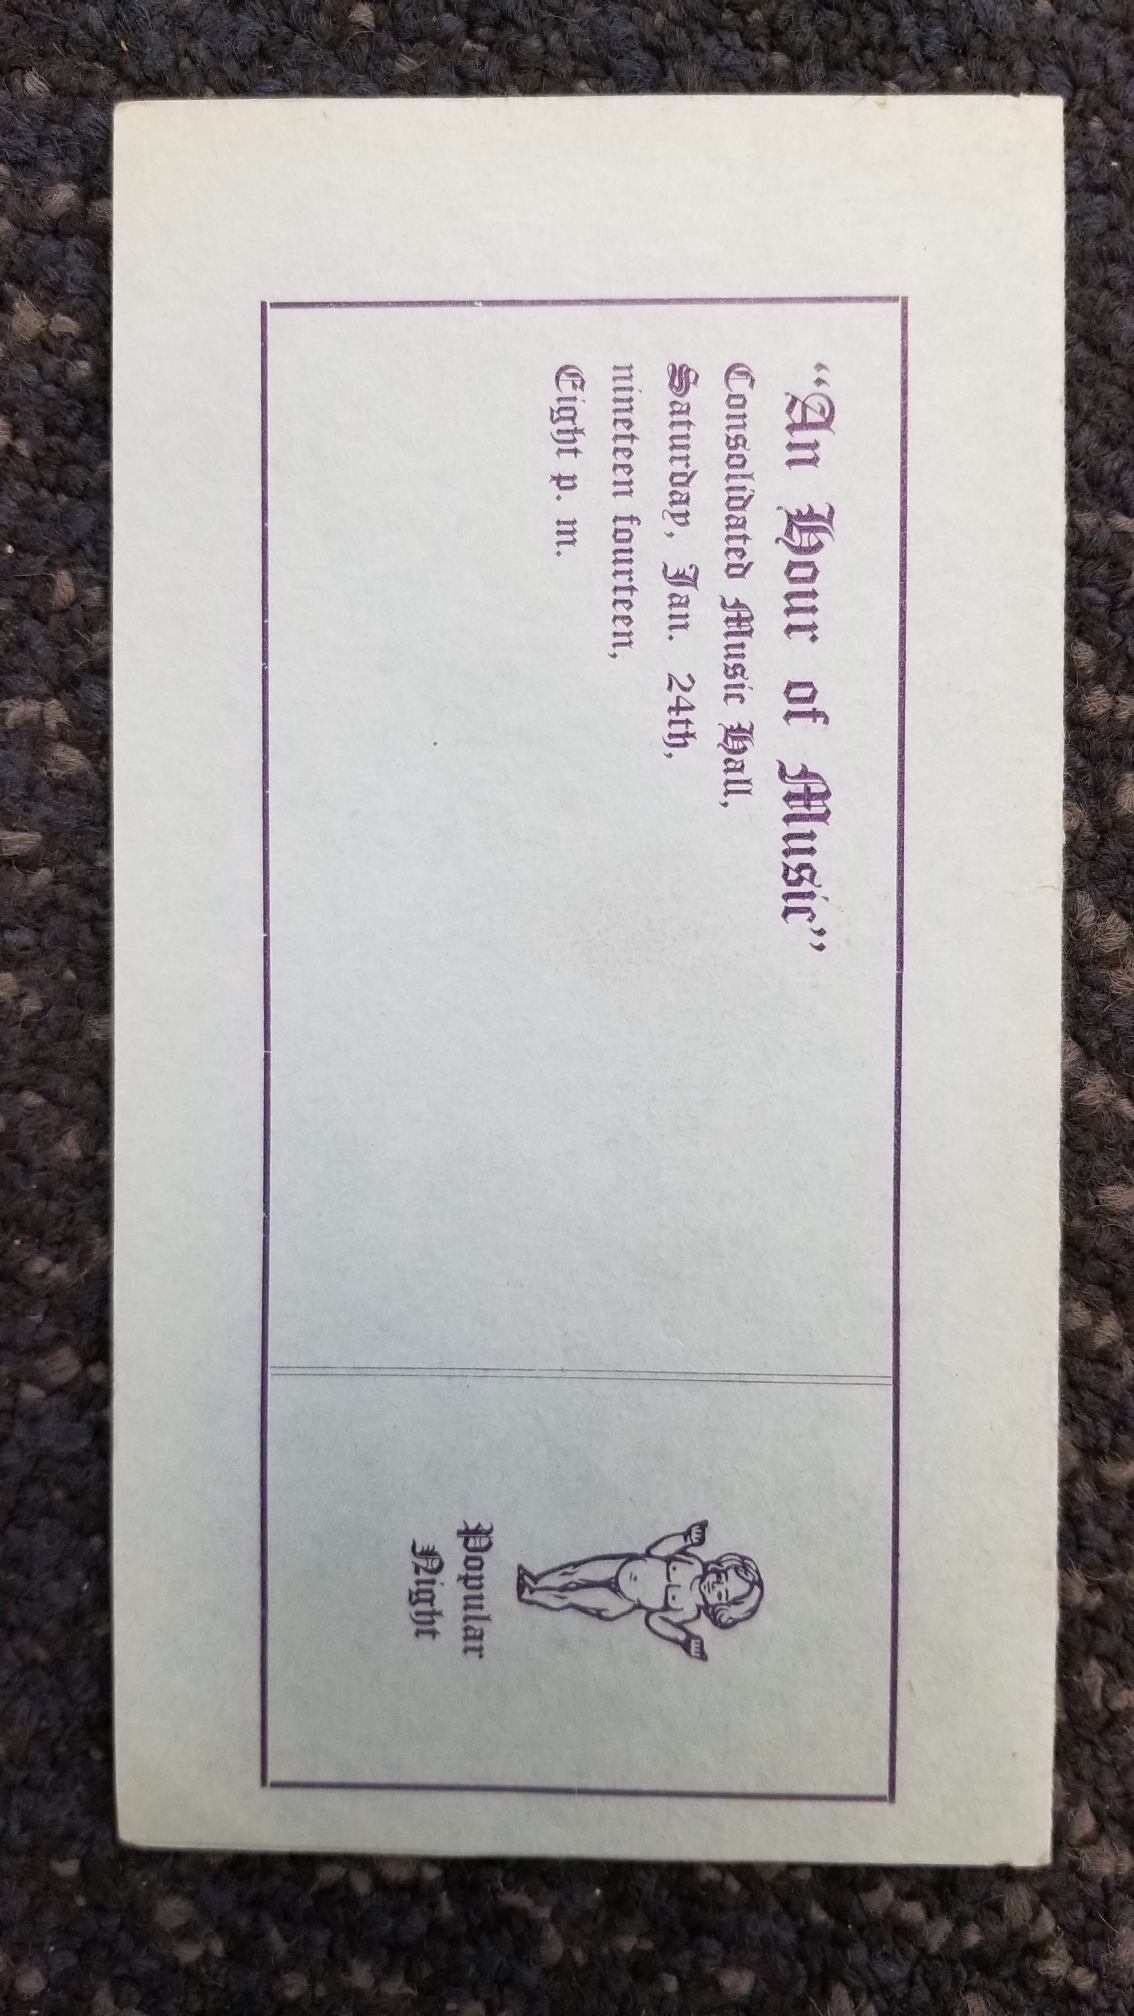 "An Hour of Music"
Consolidated Music Hall,
Saturday, Jan. 24th,
nineteen fourteen,
Eight p. m.
Popular
Night